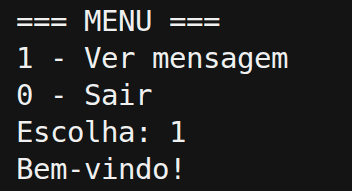 === MENU ===
1 - Ver mensagem
0 - Sair
Escolha: 1
Bem-vindo!